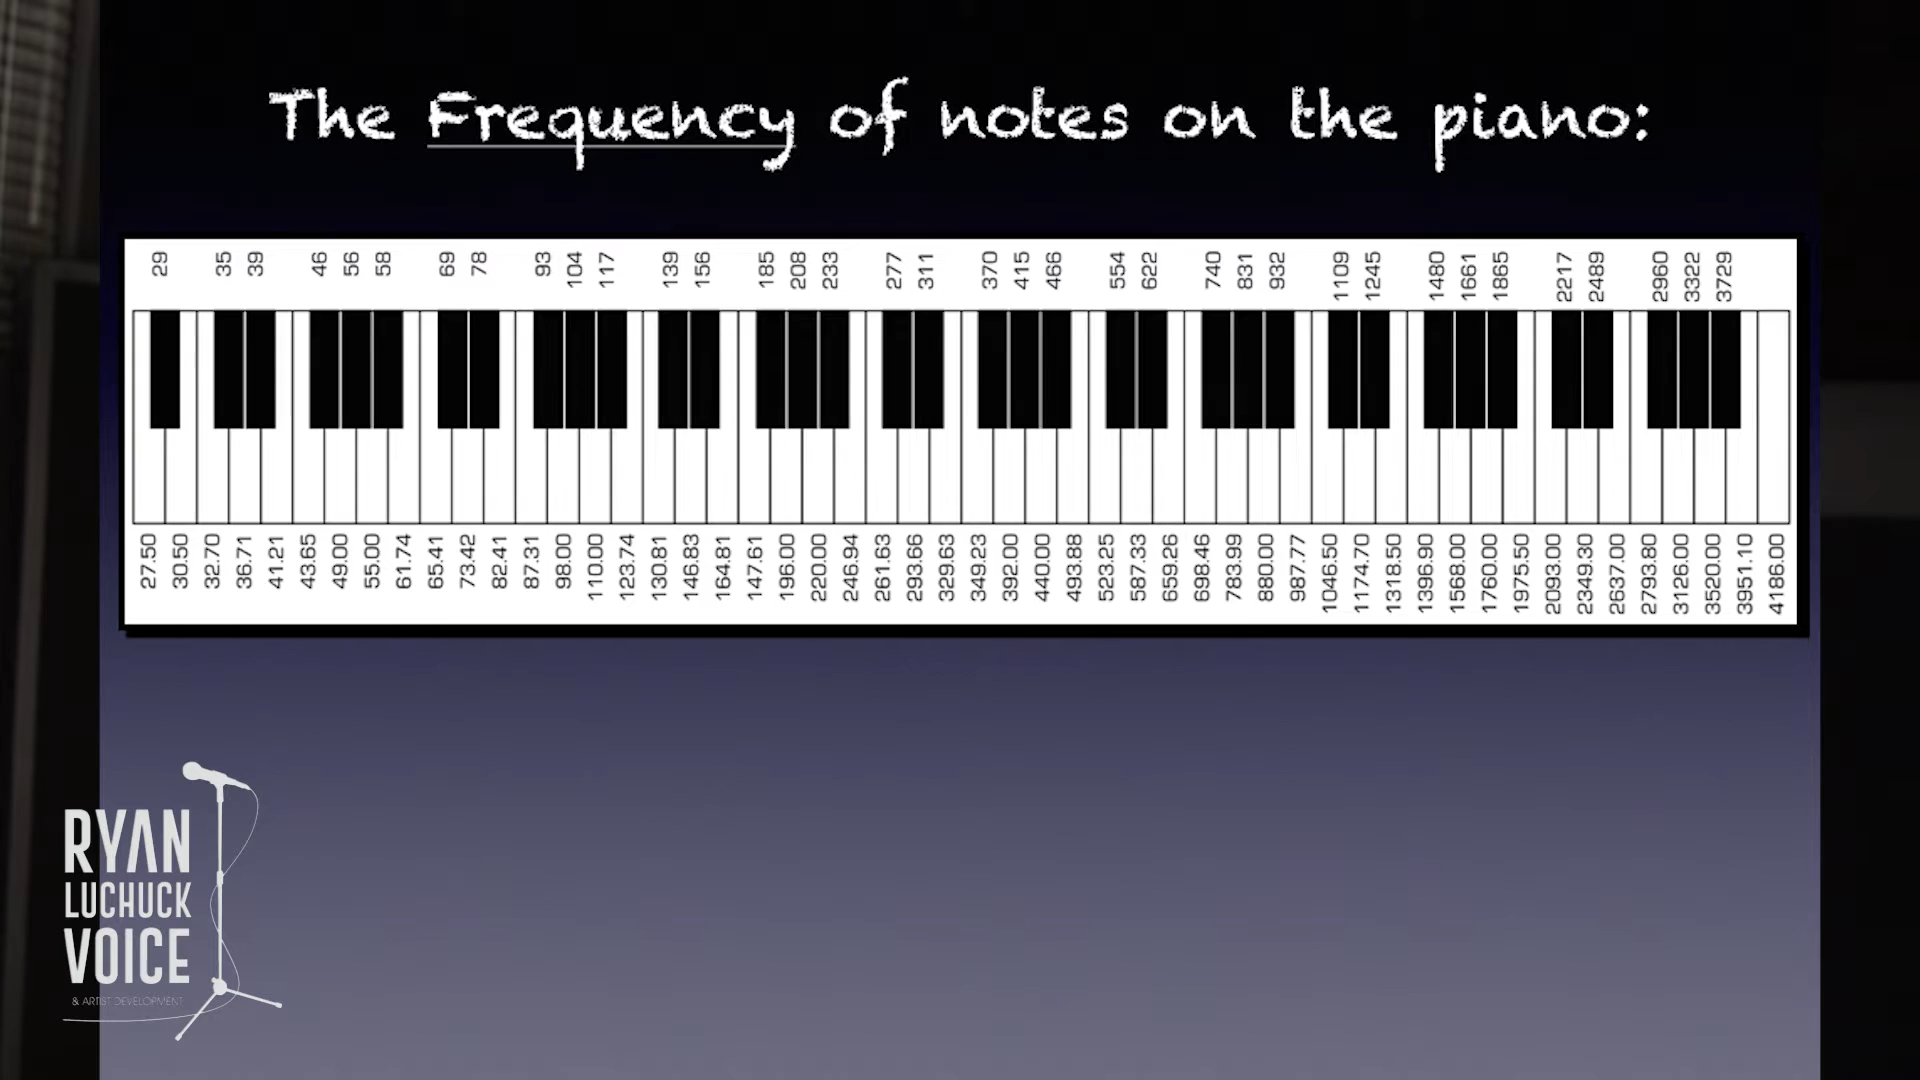 The Frequency of notes on the piano:
29 35 39 46 56 58 69 78 93 104 117 139 156 185 208 233 277 311 370 415 466 554 622 740 831 932 1109 1245 1480 1661 1865 2217 2489 2960 3322 3729
27.50 30.50 32.70 36.71 41.21 43.65 49.00 55.00 61.74 65.41 73.42 82.41 87.31 98.00 110.00 123.74 130.81 146.83 164.81 147.61 196.00 220.00 246.94 261.63 293.66 329.63 349.23 392.00 440.00 493.88 523.25 587.33 659.26 698.46 783.99 880.00 987.77 1046.50 1174.70 1318.50 1396.90 1568.00 1760.00 1975.50 2093.00 2349.30 2637.00 2793.80 3126.00 3520.00 3951.10 4186.00
RYAN
LUCHUCK
VOICE
& ARTIST DEVELOPMENT